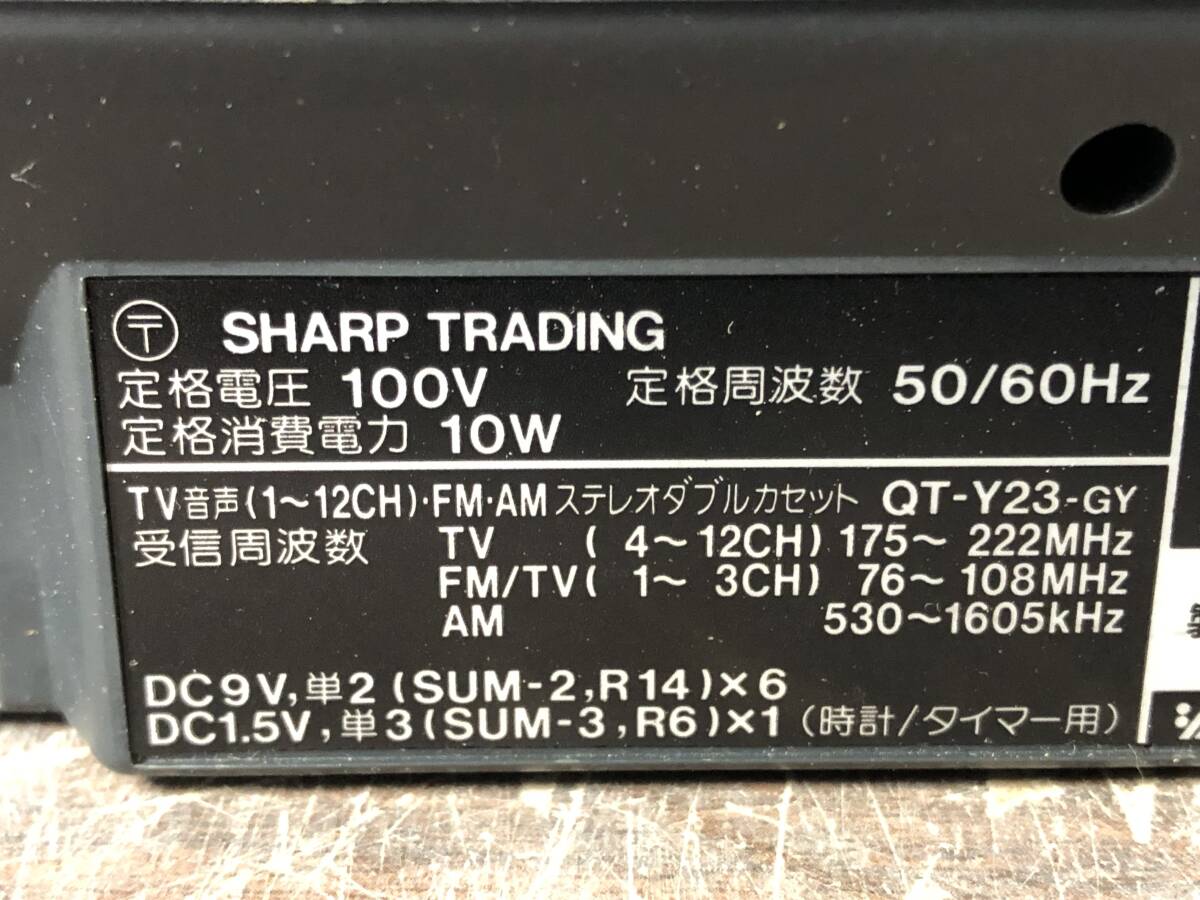 〒 SHARP TRADING
定格電圧 100V 定格周波数 50/60Hz
定格消費電力 10W
TV音声(1～12CH)・FM・AMステレオダブルカセット QT-Y23-GY
受信周波数 TV ( 4～ 12CH) 175～ 222MHz
FM/TV( 1～ 3CH) 76～ 108MHz
AM 530～1605kHz
DC9V,単2(SUM-2,R14)×6
DC1.5V,単3(SUM-3,R6)×1(時計/タイマー用)